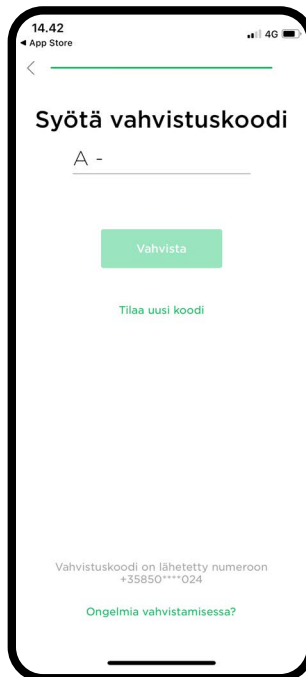 14.42
4G
◀ App Store
Syötä vahvistuskoodi
A -
Vahvista
Tilaa uusi koodi
Vahvistuskoodi on lähetetty numeroon
+35850****024
Ongelmia vahvistamisessa?